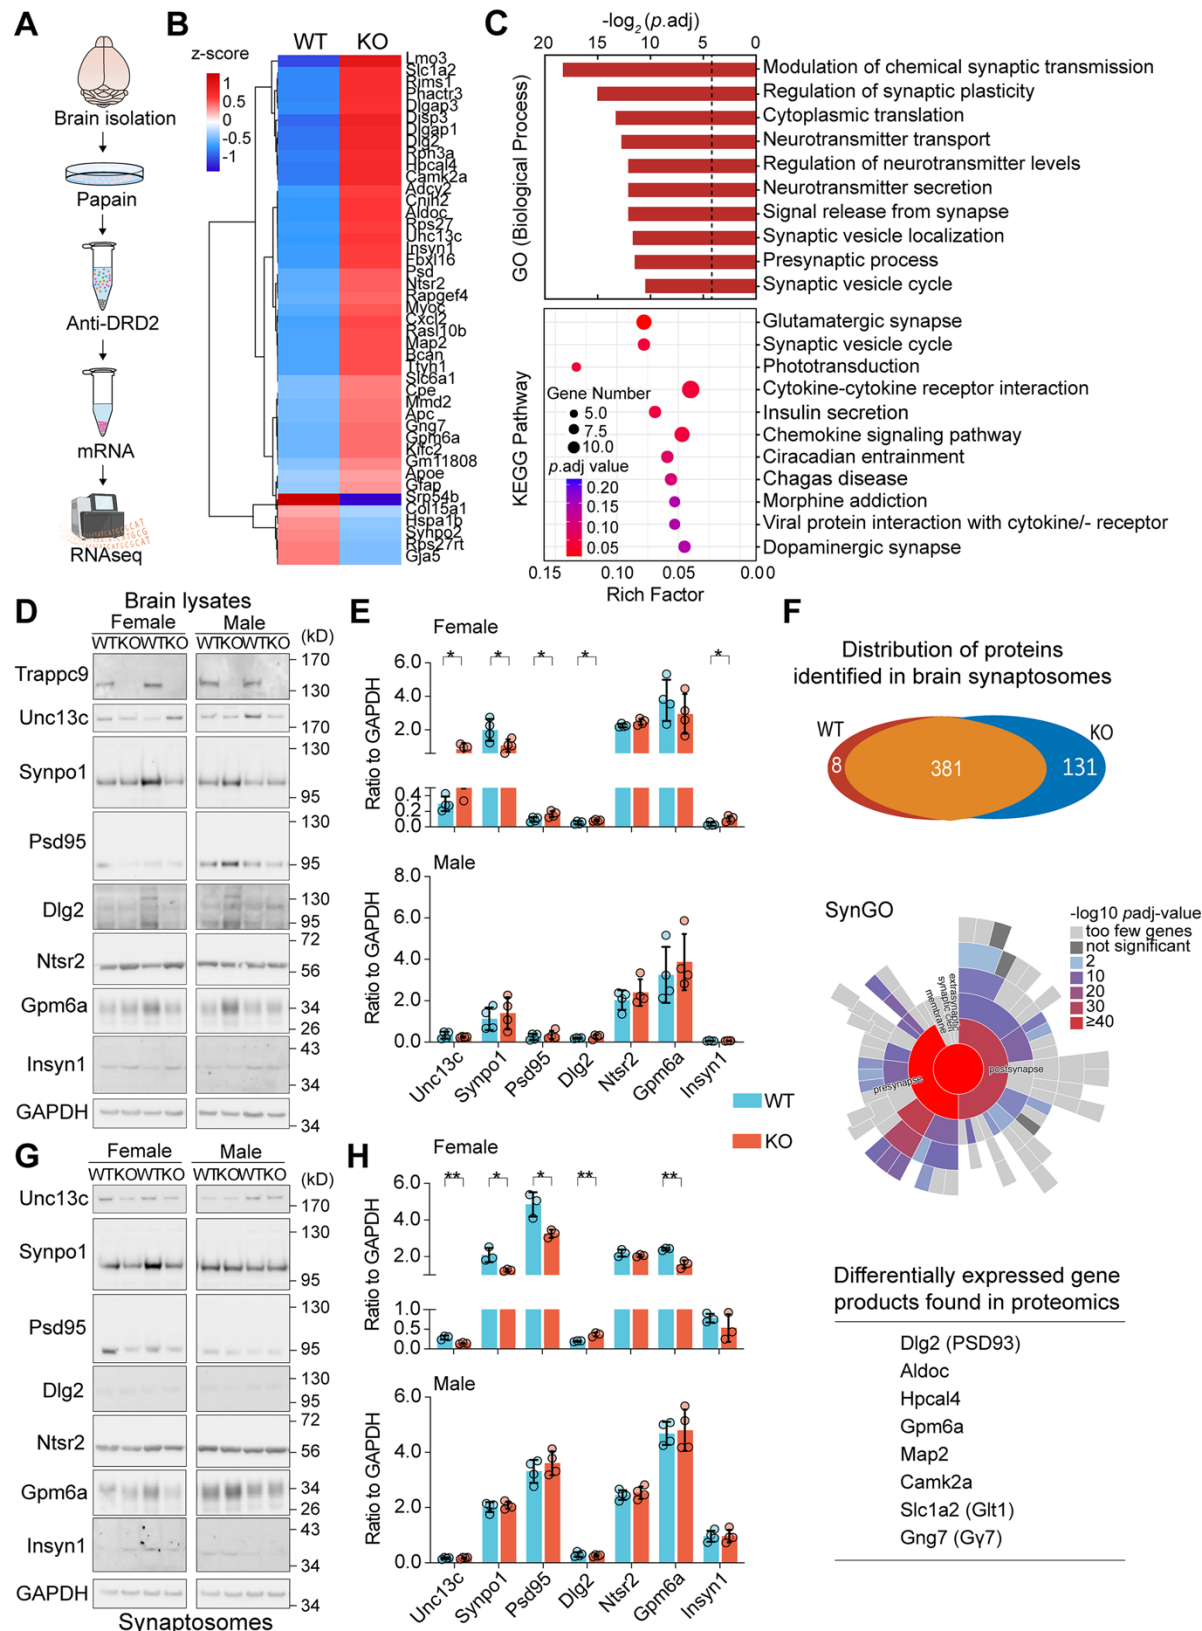 A
Brain isolation
Papain
Anti-DRD2
mRNA
RNAseq
B
WT KO
z-score
1
0.5
0
-0.5
-1
Lmo3
Slc1a2
Rims1
Phactr3
Dlgap3
Disp3
Dlgap1
Dlg2
Rph3a
Hpcal4
Camk2a
Adcy2
Cnih2
Aldoc
Rps27
Unc13c
Insyn1
Fbxl16
Psd
Ntsr2
Rapgef4
Myoc
Cxcl2
Rasl10b
Map2
Bcan
Ttyh1
Slc6a1
Cpe
Mmd2
Apc
Gng7
Gpm6a
Kifc2
Gm11808
Apoe
Gfap
Srp54b
Col15a1
Hspa1b
Synpo2
Rps27rt
Gja5
C
-log2 (p.adj)
20 15 10 5 0
GO (Biological Process)
Modulation of chemical synaptic transmission
Regulation of synaptic plasticity
Cytoplasmic translation
Neurotransmitter transport
Regulation of neurotransmitter levels
Neurotransmitter secretion
Signal release from synapse
Synaptic vesicle localization
Presynaptic process
Synaptic vesicle cycle
KEGG Pathway
Glutamatergic synapse
Synaptic vesicle cycle
Phototransduction
Cytokine-cytokine receptor interaction
Insulin secretion
Chemokine signaling pathway
Ciracadian entrainment
Chagas disease
Morphine addiction
Viral protein interaction with cytokine/- receptor
Dopaminergic synapse
Gene Number
5.0
7.5
10.0
p.adj value
0.20
0.15
0.10
0.05
0.15 0.10 0.05 0.00
Rich Factor
D
Brain lysates
Female Male
WT KO WT KO WT KO WT KO (kD)
Trappc9 170
130
Unc13c 170
Synpo1 130
95
Psd95 130
95
Dlg2 130
95
Ntsr2 72
56
Gpm6a 34
26
Insyn1 43
34
GAPDH 34
E
Female
Ratio to GAPDH
6.0
4.0
2.0
0.4
0.2
0.0
* * * * *
Male
Ratio to GAPDH
8.0
6.0
4.0
2.0
0.0
Unc13c Synpo1 Psd95 Dlg2 Ntsr2 Gpm6a Insyn1
WT
KO
F
Distribution of proteins
identified in brain synaptosomes
WT KO
8 381 131
SynGO
-log10 padj-value
too few genes
not significant
2
10
20
30
≥40
membrane
synaptic cleft
extrasynaptic
presynapse
postsynapse
Differentially expressed gene
products found in proteomics
Dlg2 (PSD93)
Aldoc
Hpcal4
Gpm6a
Map2
Camk2a
Slc1a2 (Glt1)
Gng7 (Gγ7)
G
Female Male
WT KO WT KO WT KO WT KO (kD)
Unc13c 170
Synpo1 130
95
Psd95 130
95
Dlg2 130
95
Ntsr2 72
56
Gpm6a 34
26
Insyn1 43
34
GAPDH 34
Synaptosomes
H
Female
Ratio to GAPDH
6.0
4.0
2.0
1.0
0.5
0.0
** * * ** **
Male
Ratio to GAPDH
6.0
4.0
2.0
0.0
Unc13c Synpo1 Psd95 Dlg2 Ntsr2 Gpm6a Insyn1